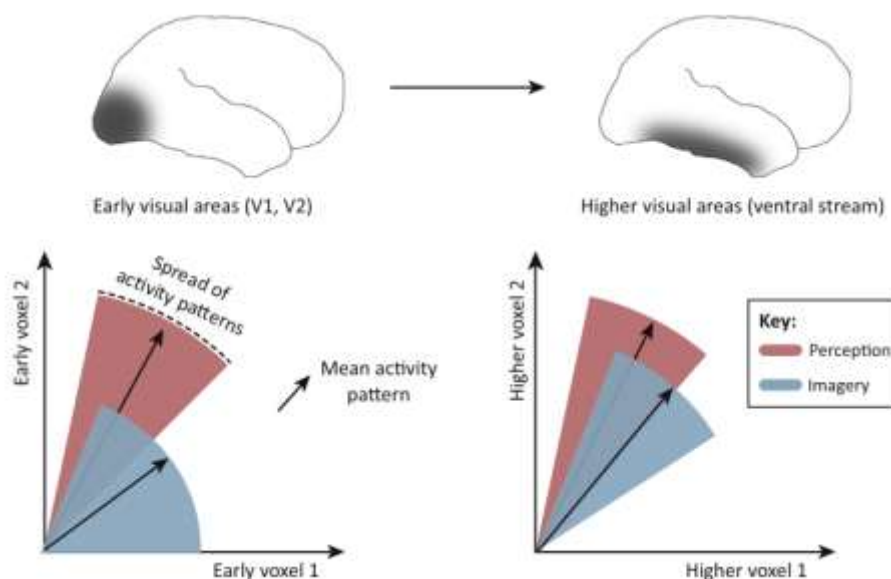 Early visual areas (V1, V2)
Higher visual areas (ventral stream)
Spread of
activity patterns
Early voxel 2
Mean activity
pattern
Early voxel 1
Higher voxel 2
Key:
Perception
Imagery
Higher voxel 1